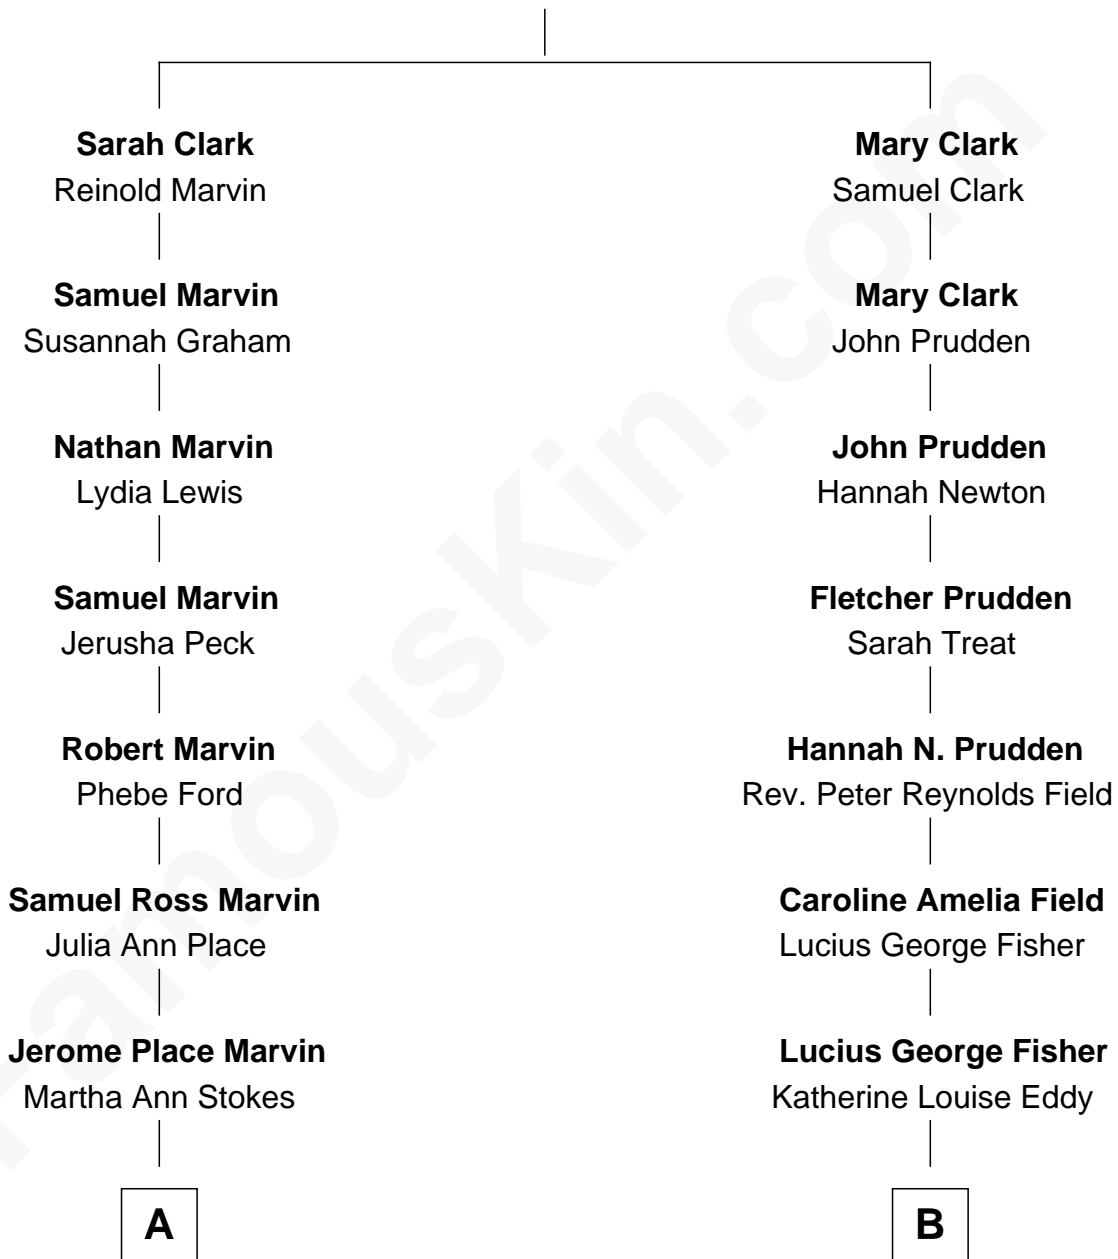 Sarah Clark
Reinold Marvin
Mary Clark
Samuel Clark
Samuel Marvin
Susannah Graham
Mary Clark
John Prudden
Nathan Marvin
Lydia Lewis
John Prudden
Hannah Newton
Samuel Marvin
Jerusha Peck
Fletcher Prudden
Sarah Treat
Robert Marvin
Phebe Ford
Hannah N. Prudden
Rev. Peter Reynolds Field
Samuel Ross Marvin
Julia Ann Place
Caroline Amelia Field
Lucius George Fisher
Jerome Place Marvin
Martha Ann Stokes
Lucius George Fisher
Katherine Louise Eddy
A
B
FamousKin.com